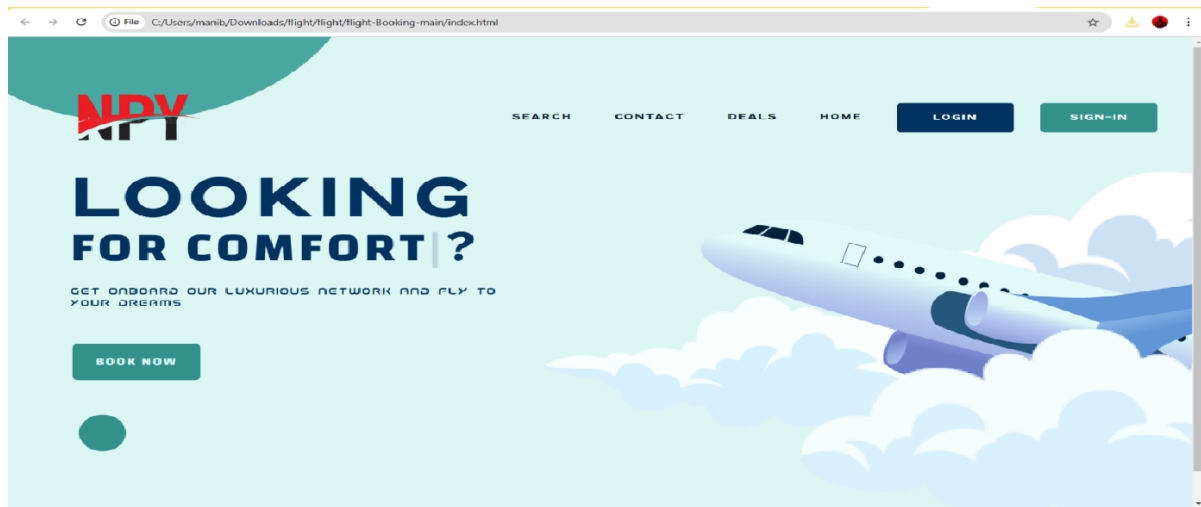 File C:/Users/manib/Downloads/flight/flight/flight-Booking-main/index.html
NPY
SEARCH CONTACT DEALS HOME LOGIN SIGN-IN
LOOKING
FOR COMFORT|?
GET ONBOARD OUR LUXURIOUS NETWORK AND FLY TO
YOUR DREAMS
BOOK NOW